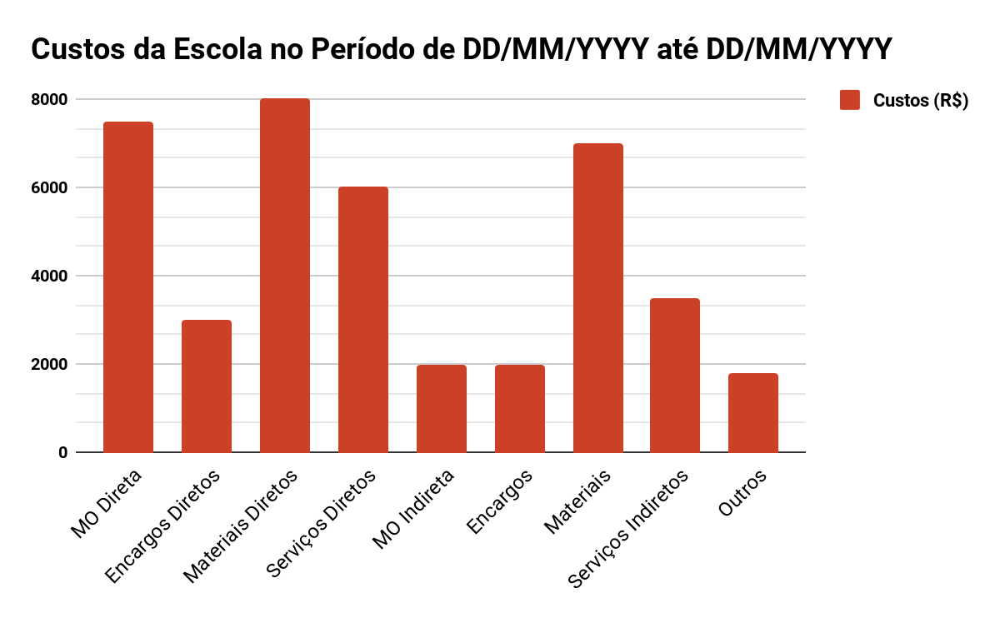 Custos da Escola no Período de DD/MM/YYYY até DD/MM/YYYY
Custos (R$)
8000
6000
4000
2000
0
MO Direta
Encargos Diretos
Materiais Diretos
Serviços Diretos
MO Indireta
Encargos
Materiais
Serviços Indiretos
Outros